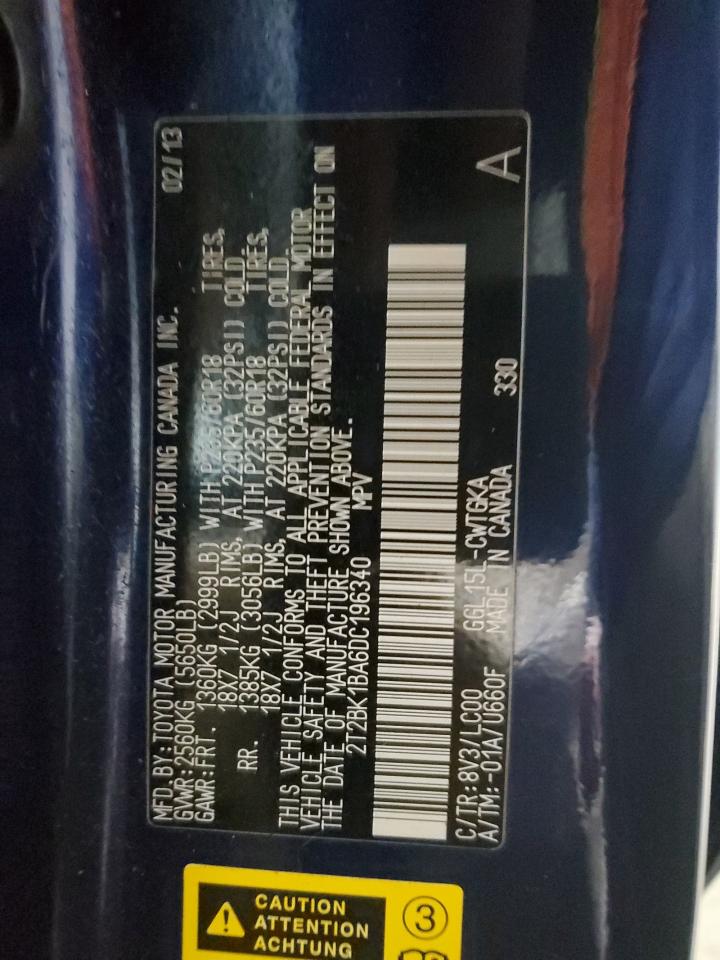 MFD. BY: TOYOTA MOTOR MANUFACTURING CANADA INC. 02/13
GVWR: 2560KG (5650LB)
GAWR: FRT. 1360KG (2999LB) WITH P235/60R18 TIRES,
18X7 1/2J RIMS, AT 220KPA (32PSI) COLD
RR. 1385KG (3056LB) WITH P235/60R18 TIRES,
18X7 1/2J RIMS, AT 220KPA (32PSI) COLD.
THIS VEHICLE CONFORMS TO ALL APPLICABLE FEDERAL MOTOR
VEHICLE SAFETY AND THEFT PREVENTION STANDARDS IN EFFECT ON
THE DATE OF MANUFACTURE SHOWN ABOVE.
2T2BK1BA6DC196340 MPV
C/TR: 8V3/LC00 GGL15L-CWTGKA 330 A
A/TM: -01A/U660F MADE IN CANADA
CAUTION
ATTENTION
ACHTUNG
3